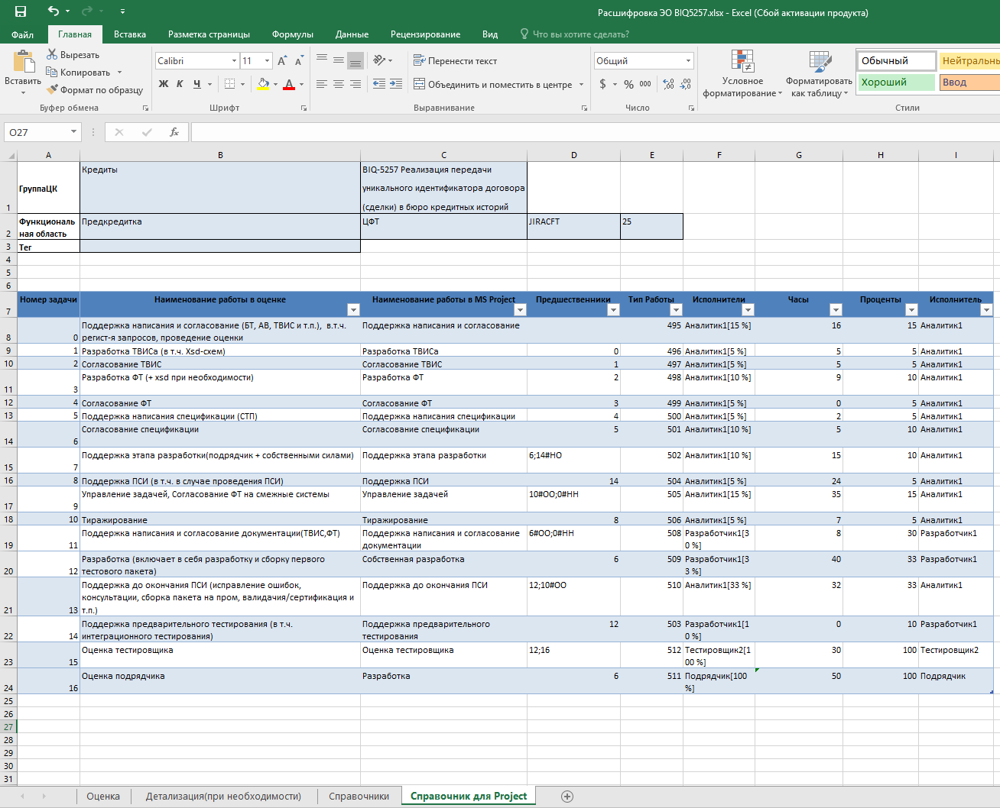 Расшифровка ЭО BIQ5257.xlsx - Excel (Сбой активации продукта)
Файл Главная Вставка Разметка страницы Формулы Данные Рецензирование Вид Что вы хотите сделать?
Вставить
Вырезать
Копировать
Формат по образцу
Буфер обмена
Calibri 11
Ж К Ч
Шрифт
Перенести текст
Объединить и поместить в центре
Выравнивание
Общий
$ % 000
Число
Условное
форматирование
Форматировать
как таблицу
Обычный Нейтральнь
Хороший Ввод
Стили
O27 fx
A B C D E F G H I
1 ГруппаЦК
Кредиты
BIQ-5257 Реализация передачи
уникального идентификатора договора
(сделки) в бюро кредитных историй
2 Функциональ
ная область
Предкредитка ЦФТ JIRACFT 25
3 Тег
4
5
6
7 Номер задачи Наименование работы в оценке Наименование работы в MS Project Предшественники Тип Работы Исполнители Часы Проценты Исполнитель
8 0 Поддержка написания и согласование (БТ, АВ, ТВИС и т.п.), в.т.ч.
регист-я запросов, проведение оценки
Поддержка написания и согласование 495 Аналитик1[15 %] 16 15 Аналитик1
9 1 Разработка ТВИСа (в т.ч. Xsd-схем) Разработка ТВИСа 0 496 Аналитик1[5 %] 5 5 Аналитик1
10 2 Согласование ТВИС Согласование ТВИС 1 497 Аналитик1[5 %] 5 5 Аналитик1
11 3 Разработка ФТ (+ xsd при необходимости) Разработка ФТ 2 498 Аналитик1[10 %] 9 10 Аналитик1
12 4 Согласование ФТ Согласование ФТ 3 499 Аналитик1[5 %] 0 5 Аналитик1
13 5 Поддержка написания спецификации (СТП) Поддержка написания спецификации 4 500 Аналитик1[5 %] 2 5 Аналитик1
14 6 Согласование спецификации Согласование спецификации 5 501 Аналитик1[10 %] 5 10 Аналитик1
15 7 Поддержка этапа разработки(подрядчик + собственными силами) Поддержка этапа разработки 6;14#НО 502 Аналитик1[10 %] 15 10 Аналитик1
16 8 Поддержка ПСИ (в т.ч. в случае проведения ПСИ) Поддержка ПСИ 14 504 Аналитик1[5 %] 24 5 Аналитик1
17 9 Управление задачей, Согласование ФТ на смежные системы Управление задачей 10#ОО;0#НН 505 Аналитик1[15 %] 35 15 Аналитик1
18 10 Тиражирование Тиражирование 8 506 Аналитик1[5 %] 7 5 Аналитик1
19 11 Поддержка написания и согласование документации(ТВИС,ФТ) Поддержка написания и согласование
документации
6#ОО;0#НН 508 Разработчик1[3
0 %]
8 30 Разработчик1
20 12 Разработка (включает в себя разработку и сборку первого
тестового пакета)
Собственная разработка 6 509 Разработчик1[3
3 %]
40 33 Разработчик1
21 13 Поддержка до окончания ПСИ (исправление ошибок,
консультации, сборка пакета на пром, валидачия/сертификация и
т.п.)
Поддержка до окончания ПСИ 12;10#ОО 510 Аналитик1[33 %] 32 33 Аналитик1
22 14 Поддержка предварительного тестирования (в т.ч.
интеграционного тестирования)
Поддержка предварительного
тестирования
12 503 Разработчик1[1
0 %]
0 10 Разработчик1
23 15 Оценка тестировщика Оценка тестировщика 12;16 512 Тестировщик2[1
00 %]
30 100 Тестировщик2
24 16 Оценка подрядчика Разработка 6 511 Подрядчик[100
%]
50 100 Подрядчик
25
26
27
28
29
30
31
Оценка Детализация(при необходимости) Справочники Справочник для Project